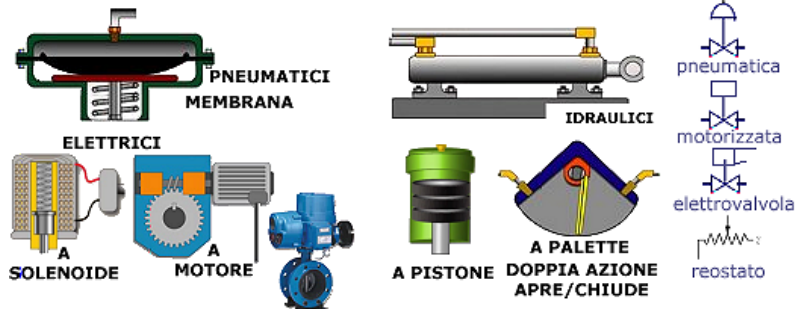 PNEUMATICI
MEMBRANA
ELETTRICI
A
SOLENOIDE
A
MOTORE
IDRAULICI
A PISTONE
A PALETTE
DOPPIA AZIONE
APRE/CHIUDE
pneumatica
motorizzata
elettrovalvola
reostato